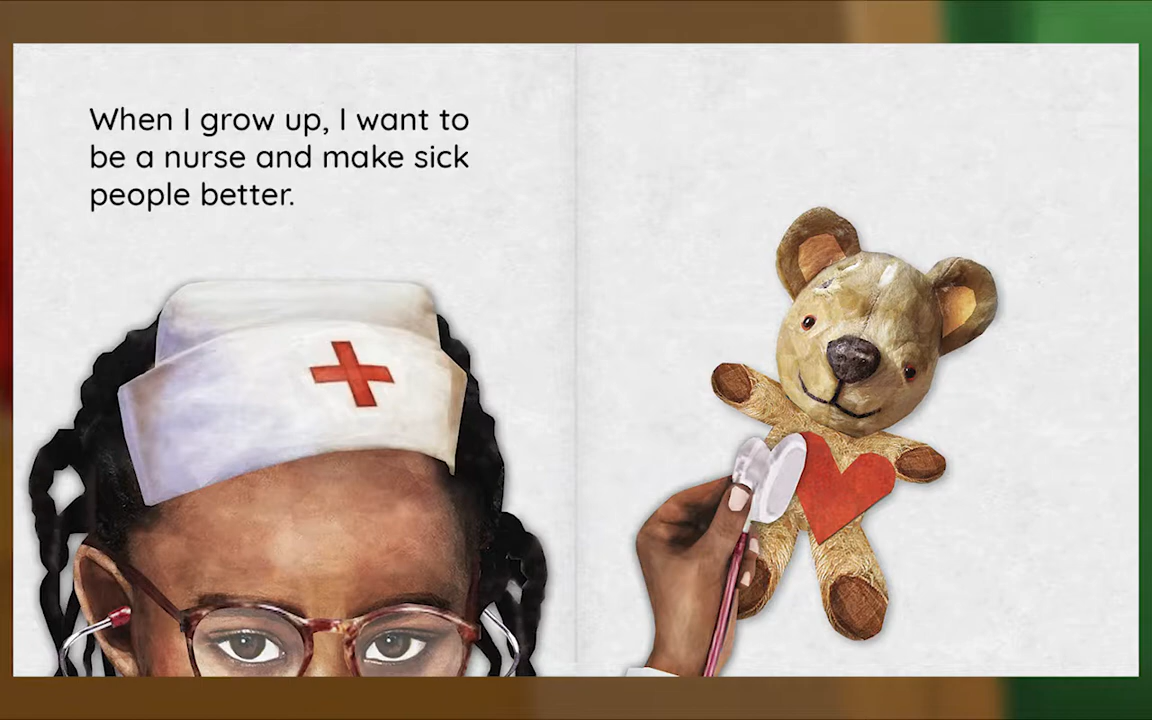 When I grow up, I want to
be a nurse and make sick
people better.